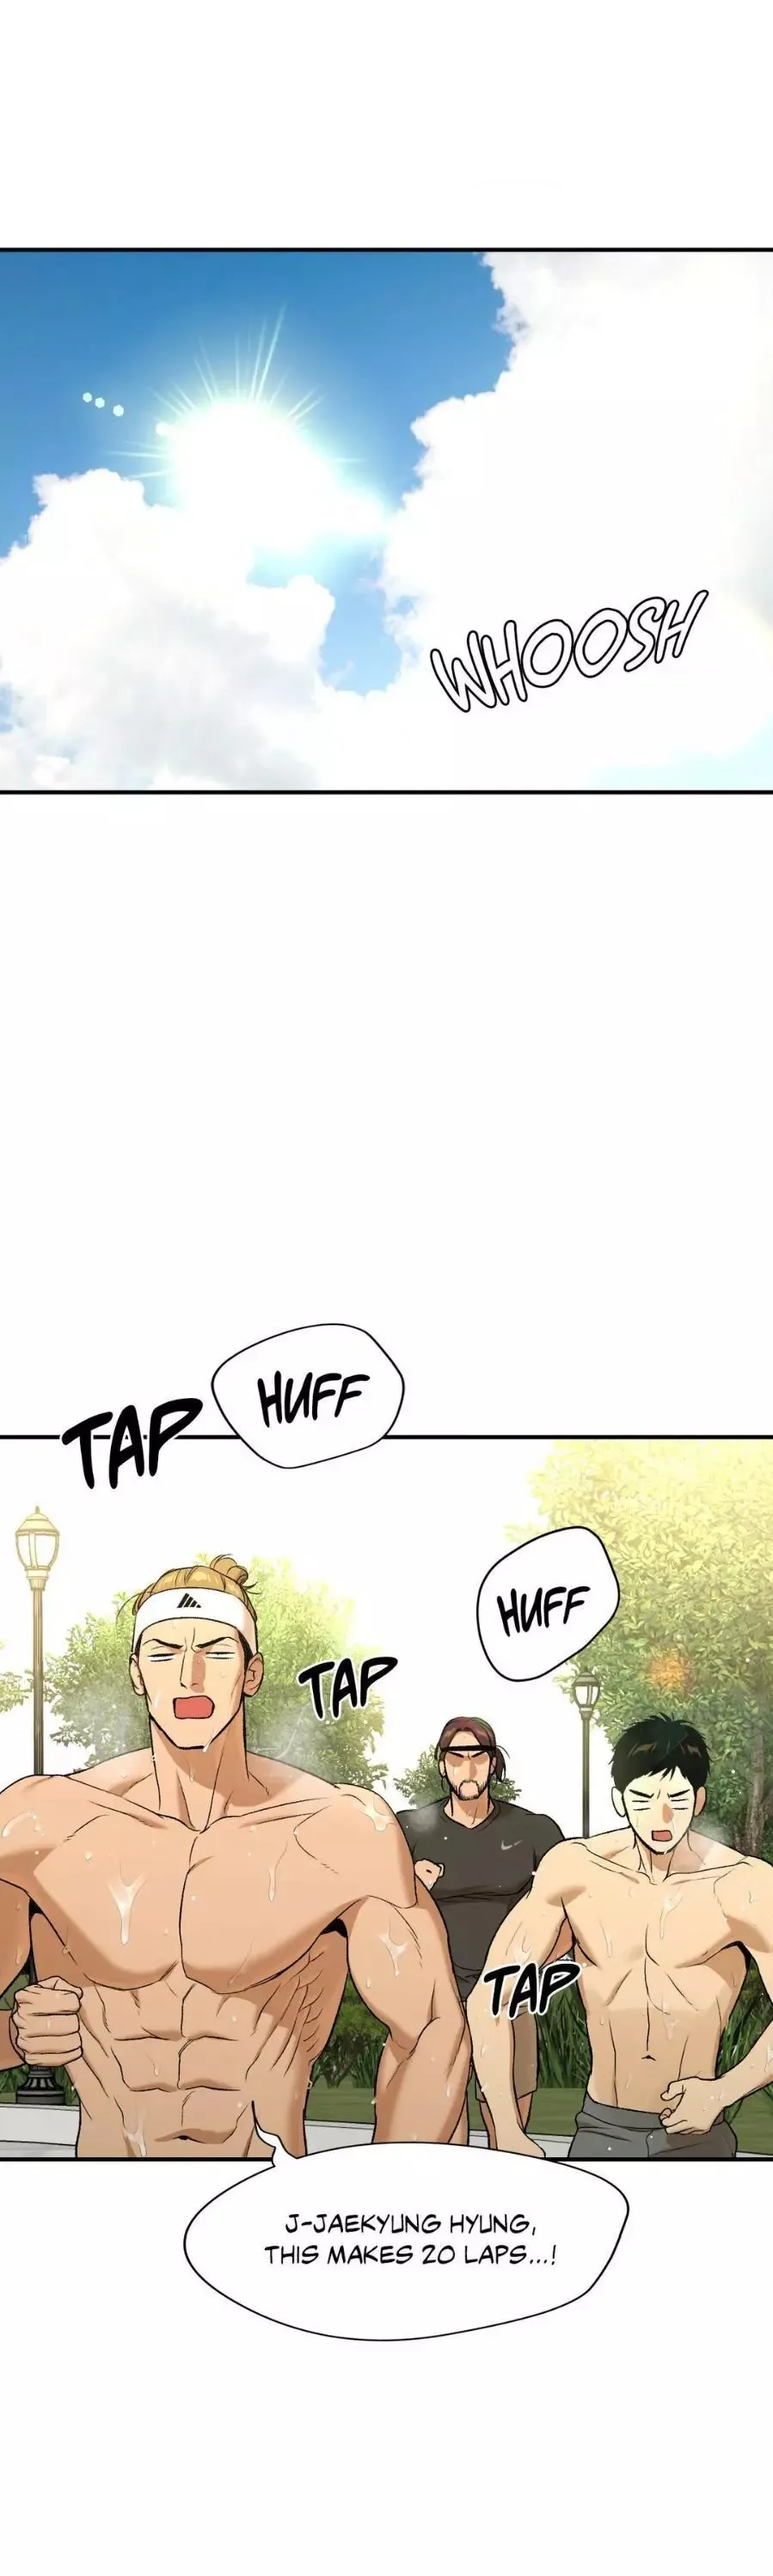 WHOOSH
HUFF
TAP
HUFF
TAP
TAP
J-JAEKYUNG HYUNG,
THIS MAKES 20 LAPS...!